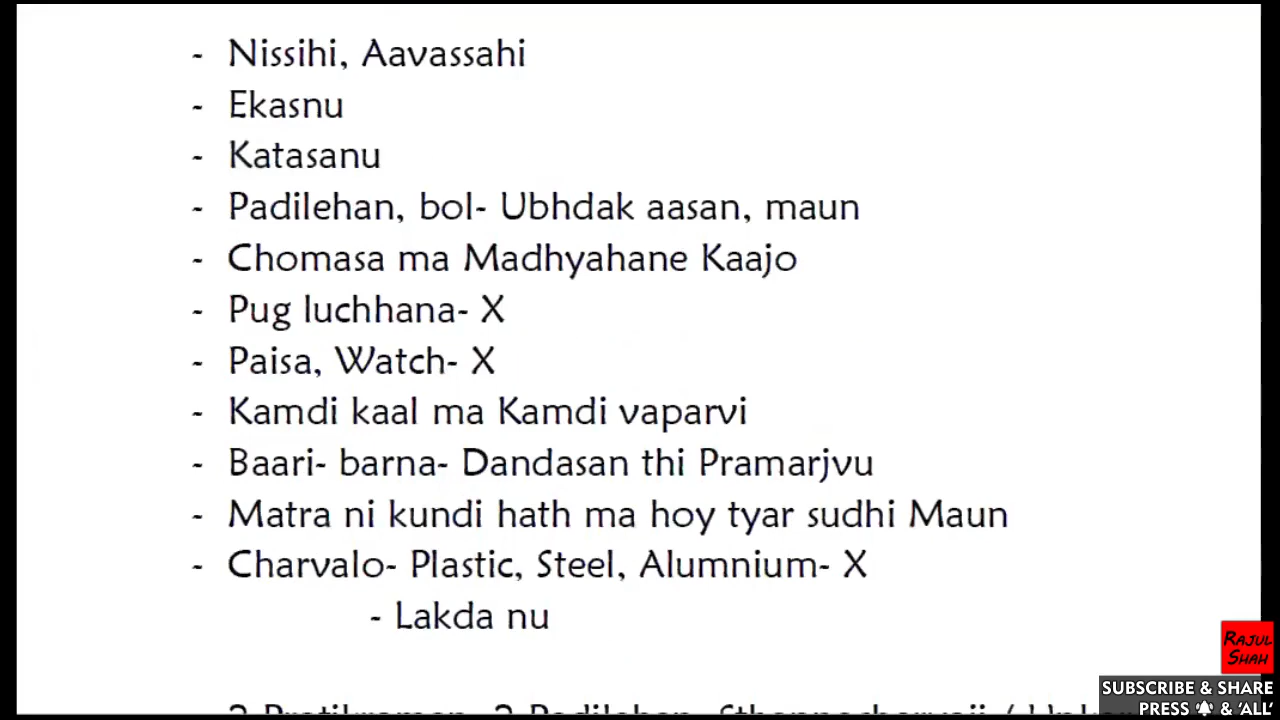 - Nissihi, Aavassahi
- Ekasnu
- Katasanu
- Padilehan, bol- Ubhdak aasan, maun
- Chomasa ma Madhyahane Kaajo
- Pug luchhana- X
- Paisa, Watch- X
- Kamdi kaal ma Kamdi vaparvi
- Baari- barna- Dandasan thi Pramarjvu
- Matra ni kundi hath ma hoy tyar sudhi Maun
- Charvalo- Plastic, Steel, Alumnium- X
- Lakda nu
RAJUL
SHAH
SUBSCRIBE & SHARE
PRESS 🔔 & 'ALL'